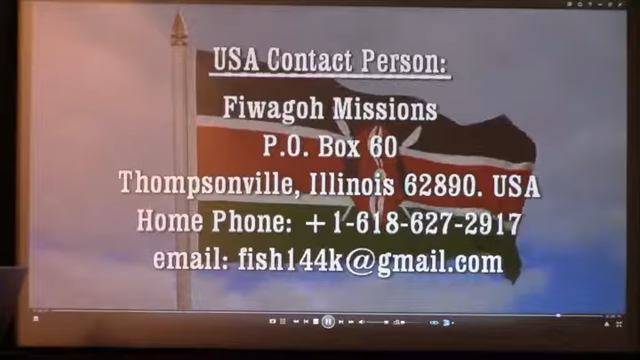 USA Contact Person:
Fiwagoh Missions
P.O. Box 60
Thompsonville, Illinois 62890. USA
Home Phone: +1-618-627-2917
email: fish144k@gmail.com